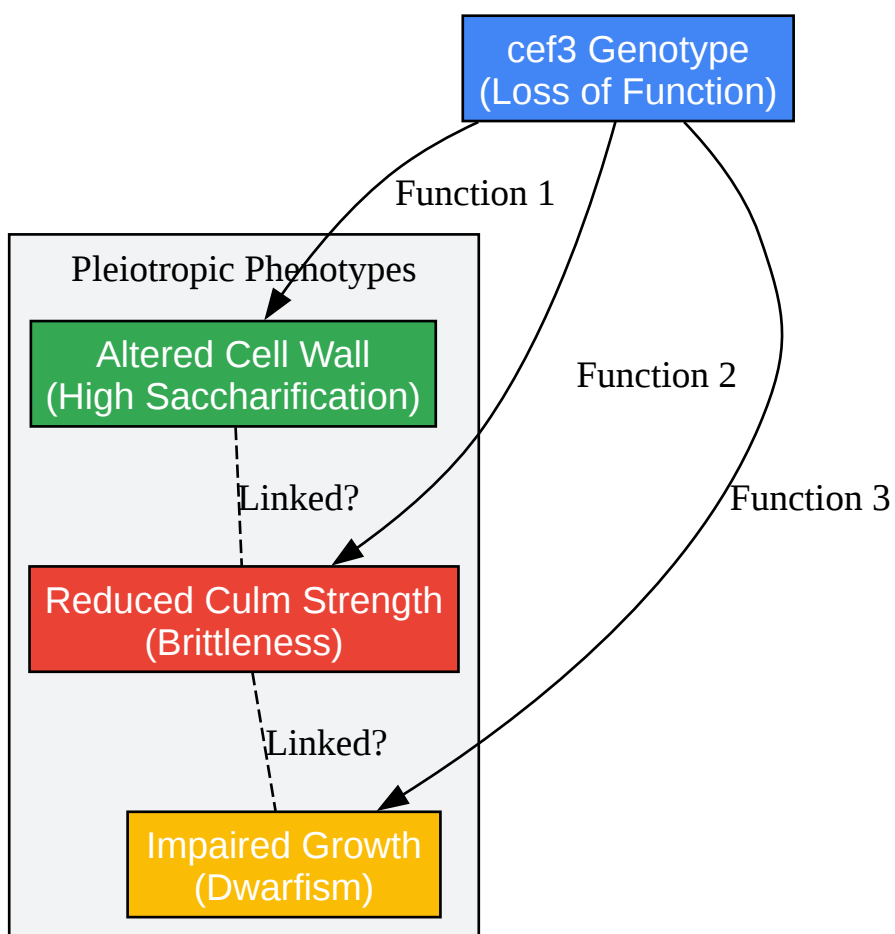 cef3 Genotype
(Loss of Function)
Function 1
Pleiotropic Phenotypes
Altered Cell Wall
(High Saccharification)
Function 2
Linked?
Function 3
Reduced Culm Strength
(Brittleness)
Linked?
Impaired Growth
(Dwarfism)